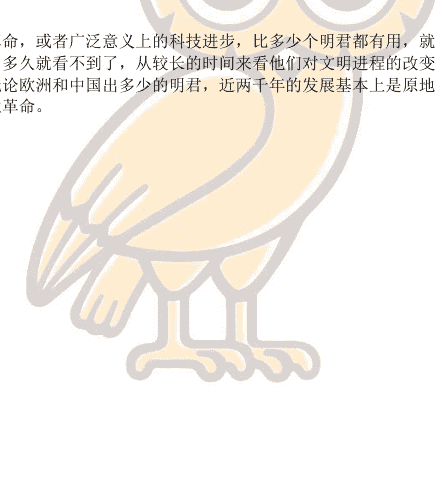 命，或者广泛意义上的科技进步，比多少个明君都有用，就
多久就看不到了，从较长的时间来看他们对文明进程的改变
论欧洲和中国出多少的明君，近两千年的发展基本上是原地
革命。